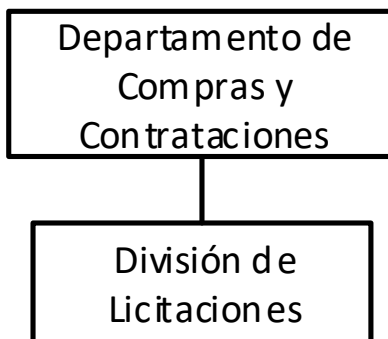 Departamento de
Compras y
Contrataciones
División de
Licitaciones